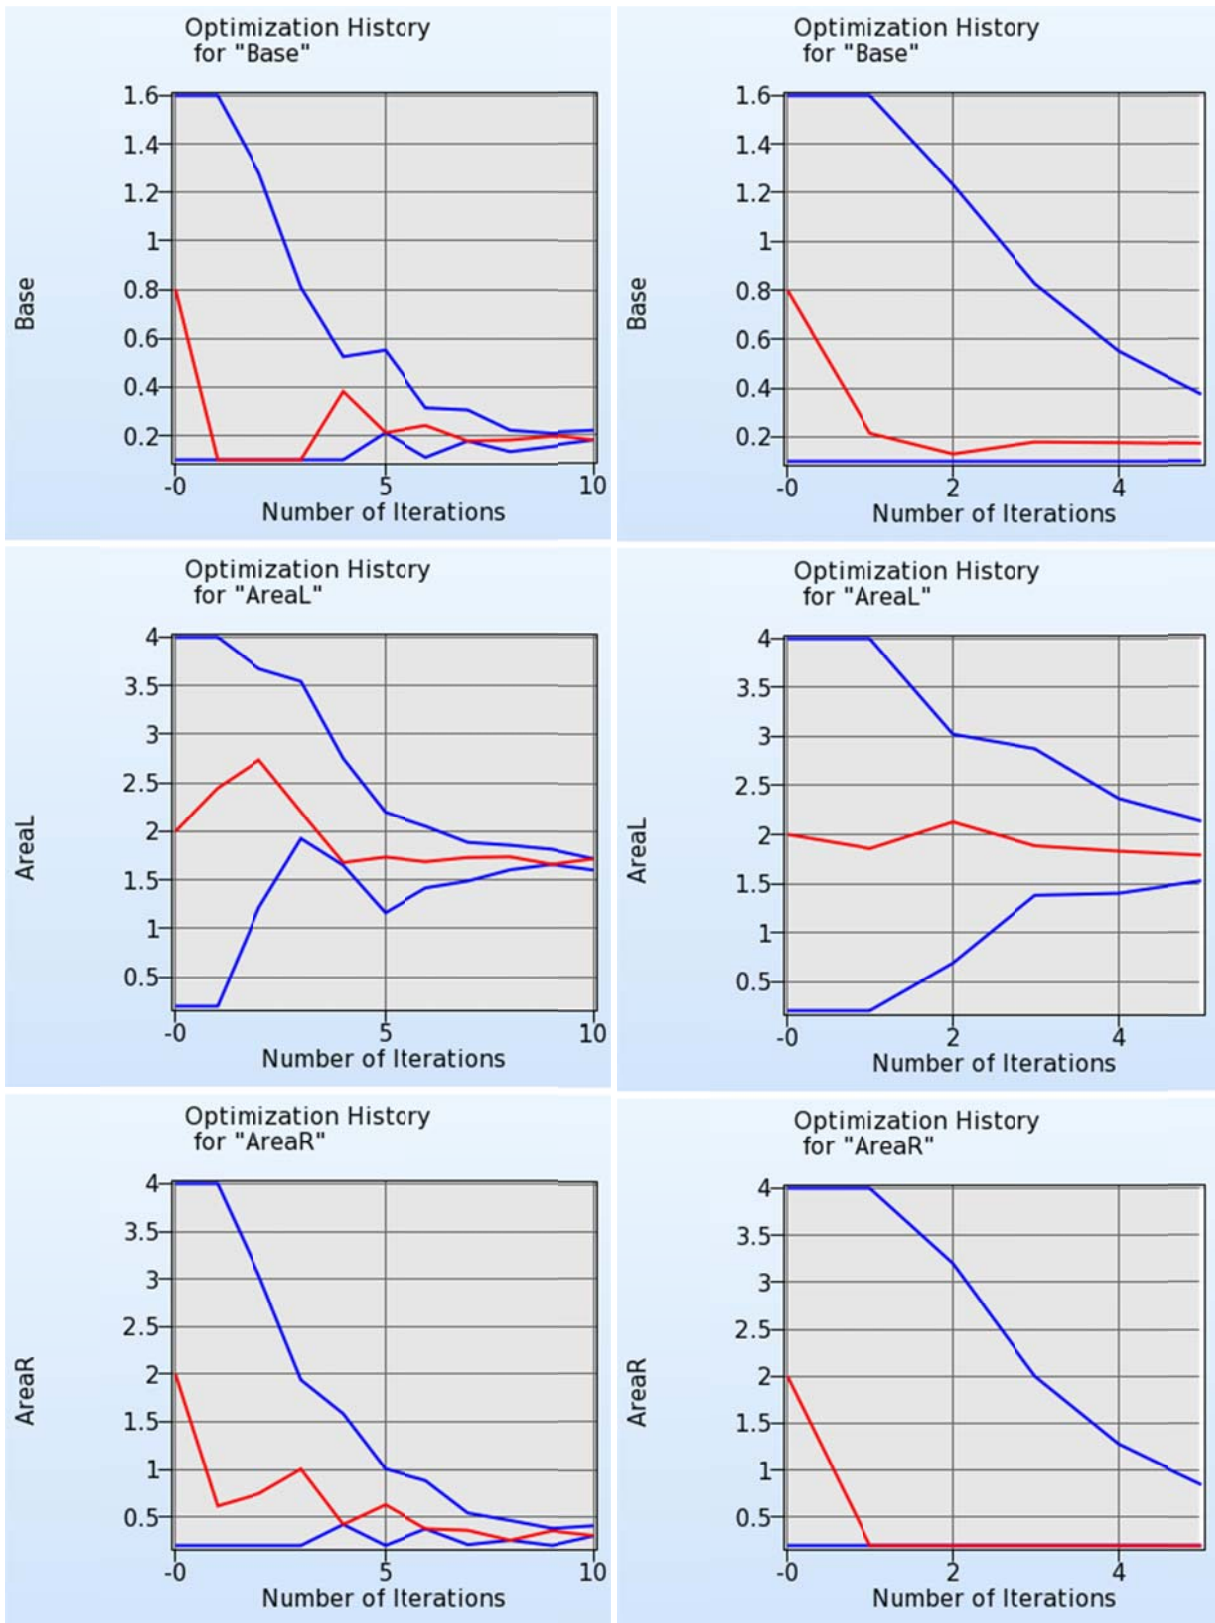 Optimization History
for "Base"
1.6
1.4
1.2
1
0.8
0.6
0.4
0.2
Base
-0
5
10
Number of Iterations
Optimization History
for "Base"
1.6
1.4
1.2
1
0.8
0.6
0.4
0.2
Base
-0
2
4
Number of Iterations
Optimization History
for "AreaL"
4
3.5
3
2.5
2
1.5
1
0.5
AreaL
-0
5
10
Number of Iterations
Optimization History
for "AreaL"
4
3.5
3
2.5
2
1.5
1
0.5
AreaL
-0
2
4
Number of Iterations
Optimization History
for "AreaR"
4
3.5
3
2.5
2
1.5
1
0.5
AreaR
-0
5
10
Number of Iterations
Optimization History
for "AreaR"
4
3.5
3
2.5
2
1.5
1
0.5
AreaR
-0
2
4
Number of Iterations